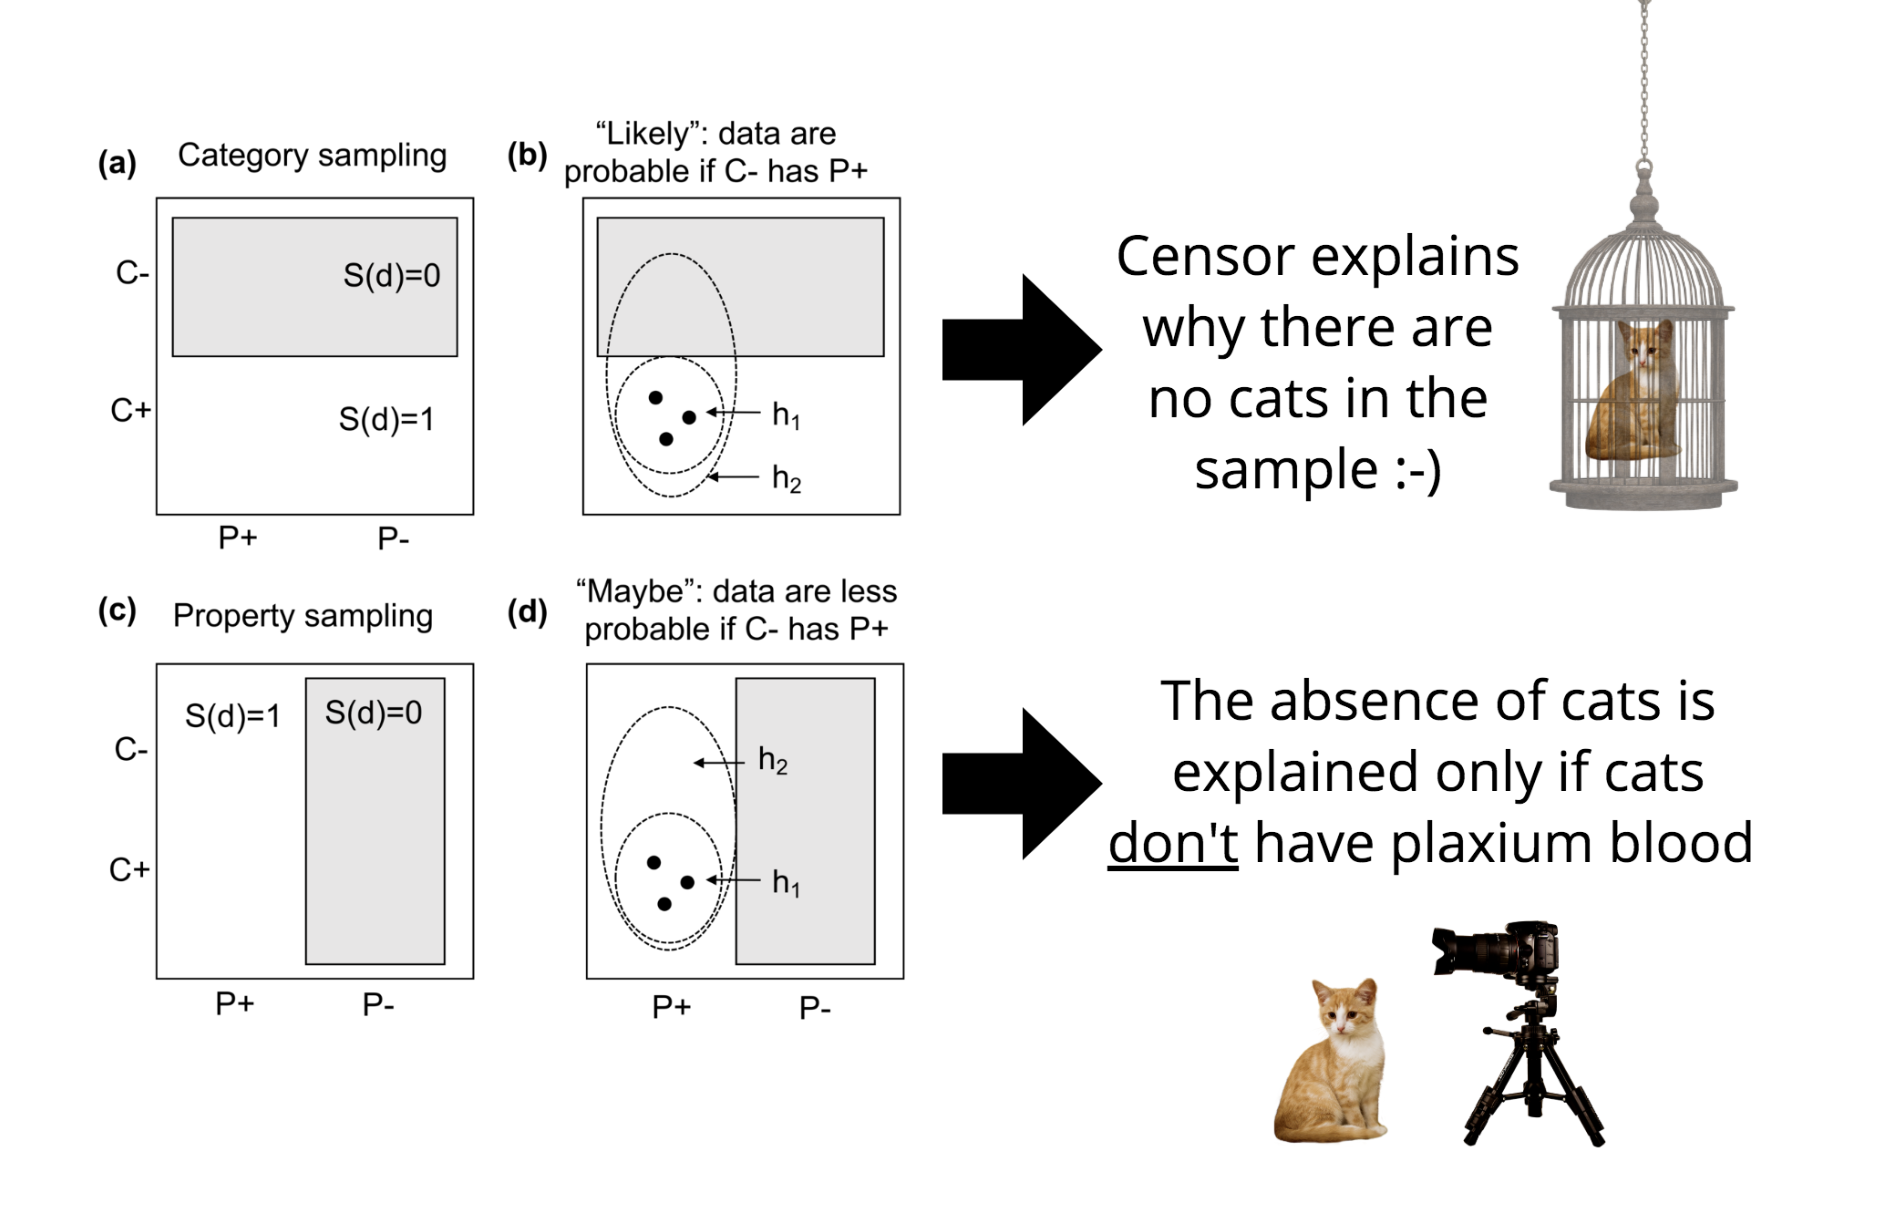 (a)
Category sampling
C-
S(d)=0
C+
S(d)=1
P+
P-
(b)
“Likely”: data are
probable if C- has P+
h₁
h₂
Censor explains
why there are
no cats in the
sample :-)
(c)
Property sampling
S(d)=1
S(d)=0
C-
C+
P+
P-
(d)
“Maybe”: data are less
probable if C- has P+
h₂
h₁
P+
P-
The absence of cats is
explained only if cats
don't have plaxium blood